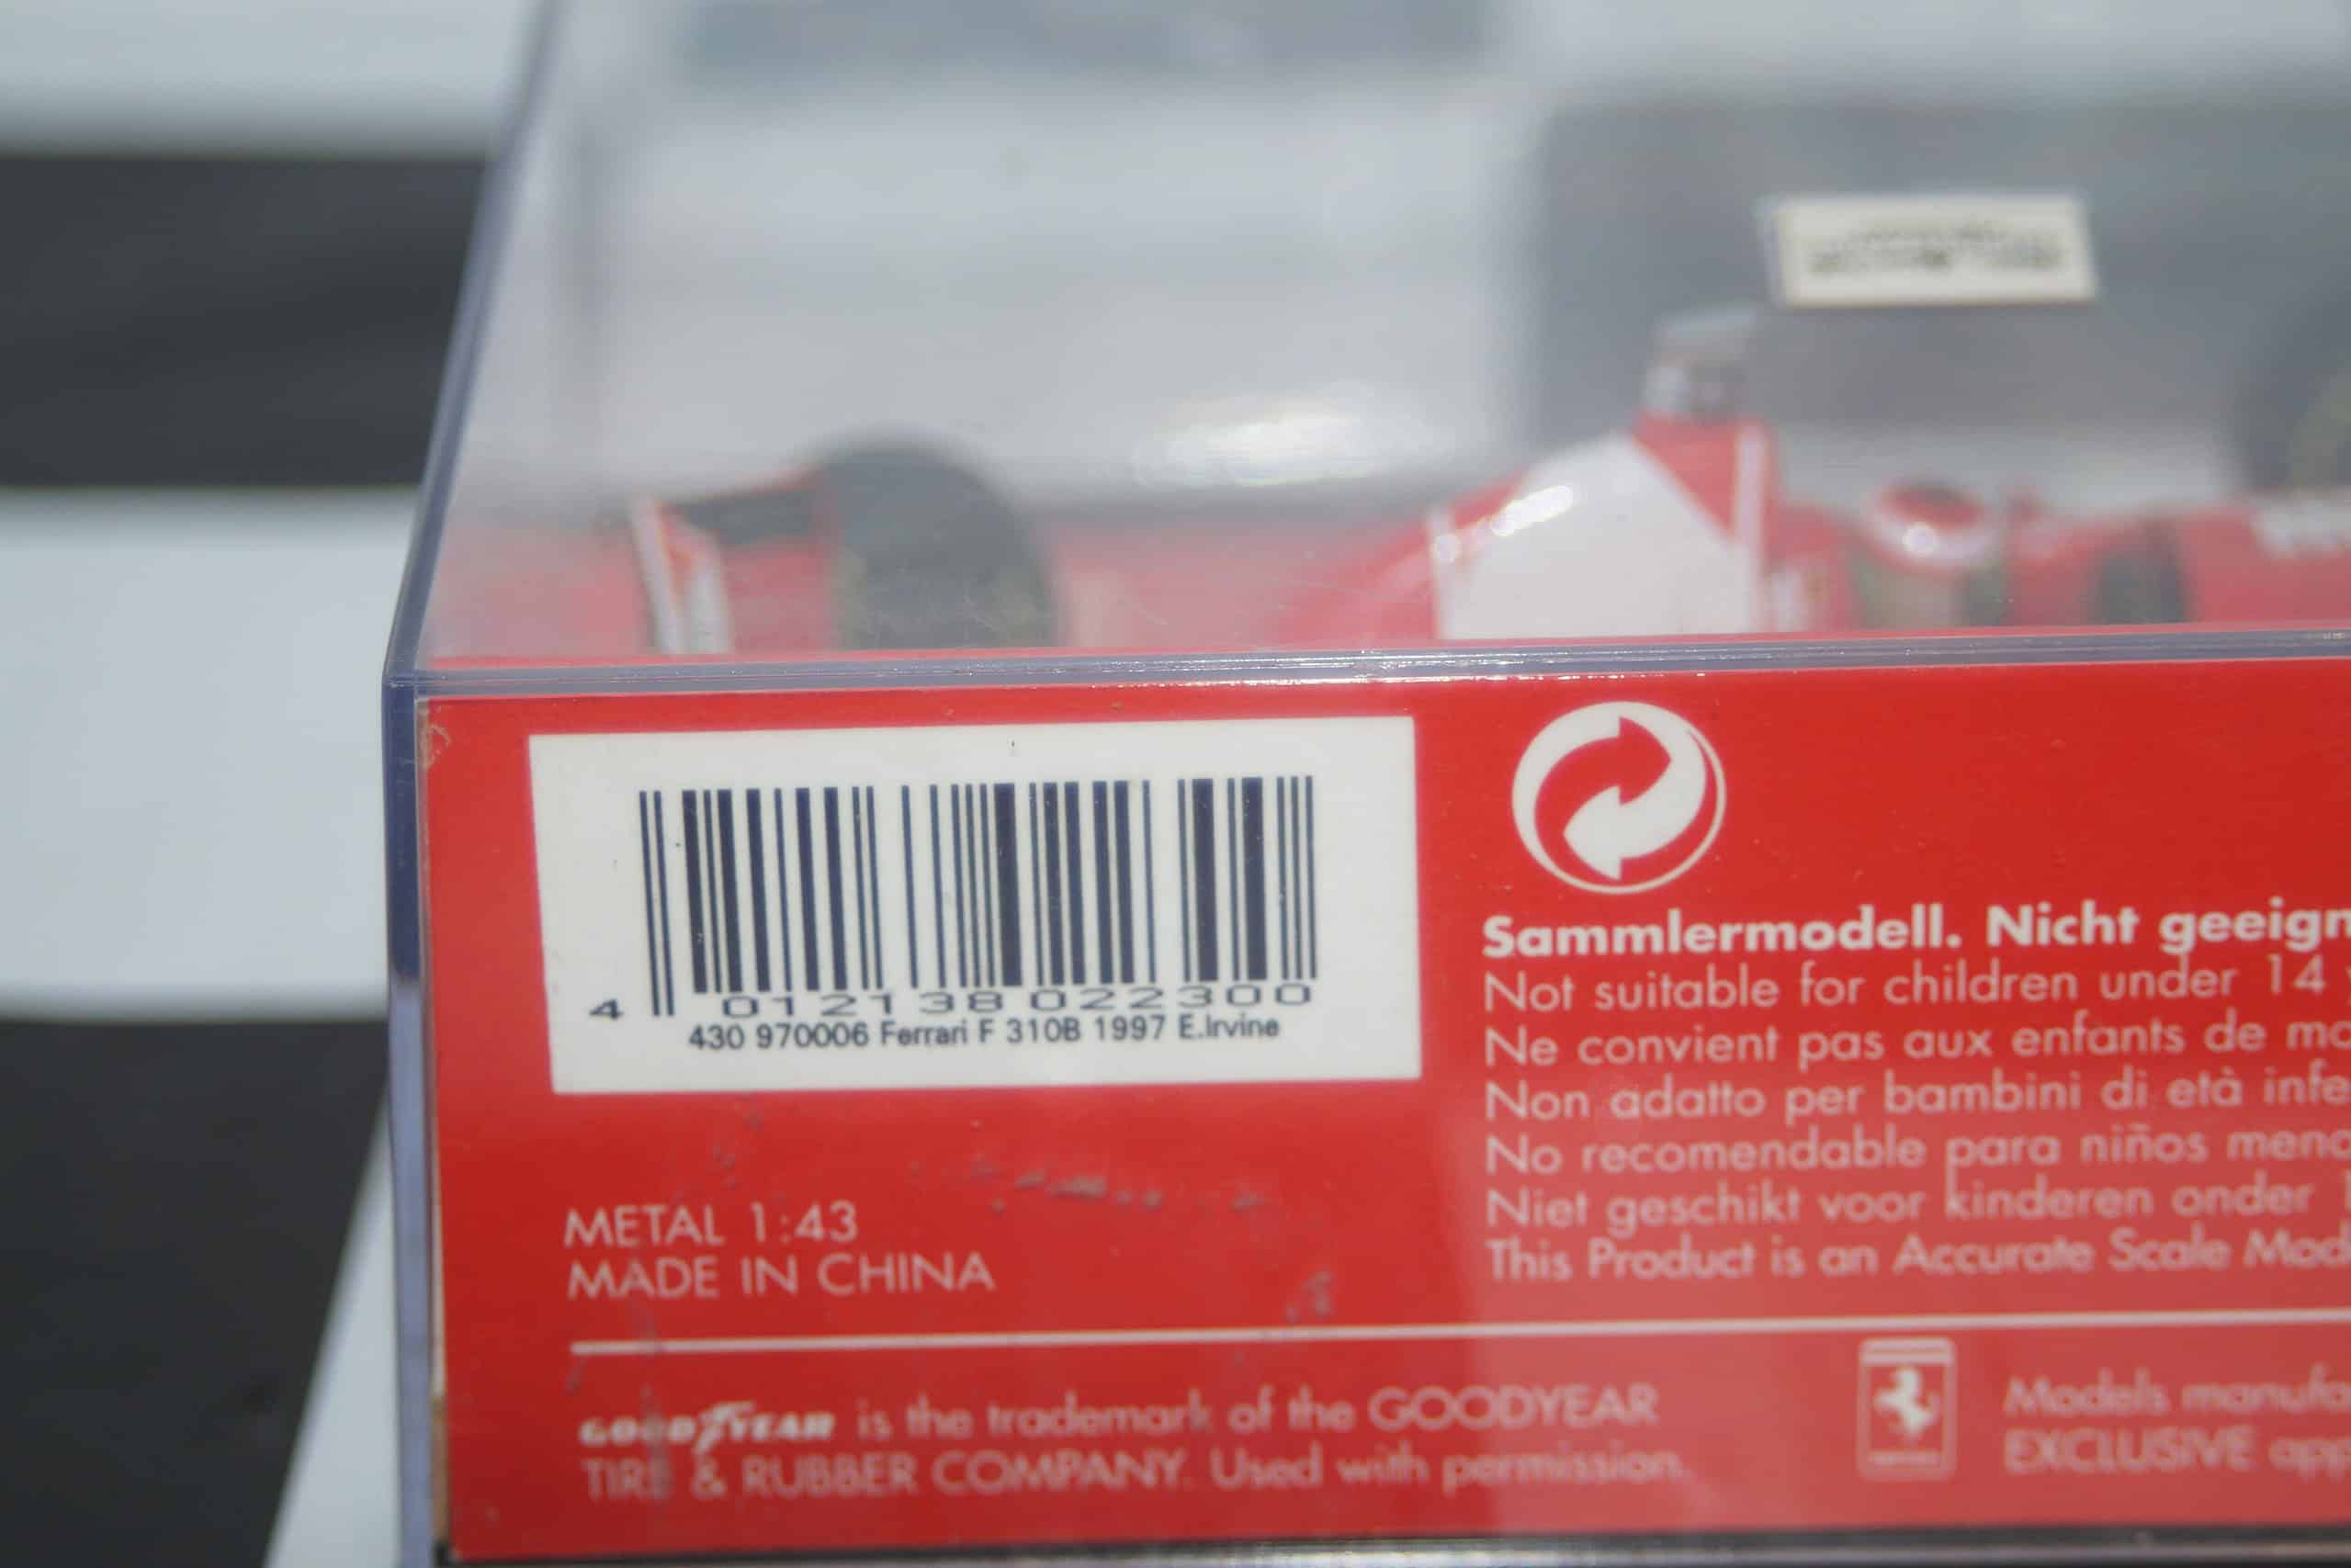 4 012138 022300
430 970006 Ferrari F 310B 1997 E.Irvine
METAL 1:43
MADE IN CHINA
Sammlermodell. Nicht geeign
Not suitable for children under 14
Ne convient pas aux enfants de mo
Non adatto per bambini di età infe
No recomendable para niños meno
Niet geschikt voor kinderen onder
This Product is an Accurate Scale Mod
GOODYEAR is the trademark of the GOODYEAR
TIRE & RUBBER COMPANY. Used with permission.
Models manufa
EXCLUSIVE app